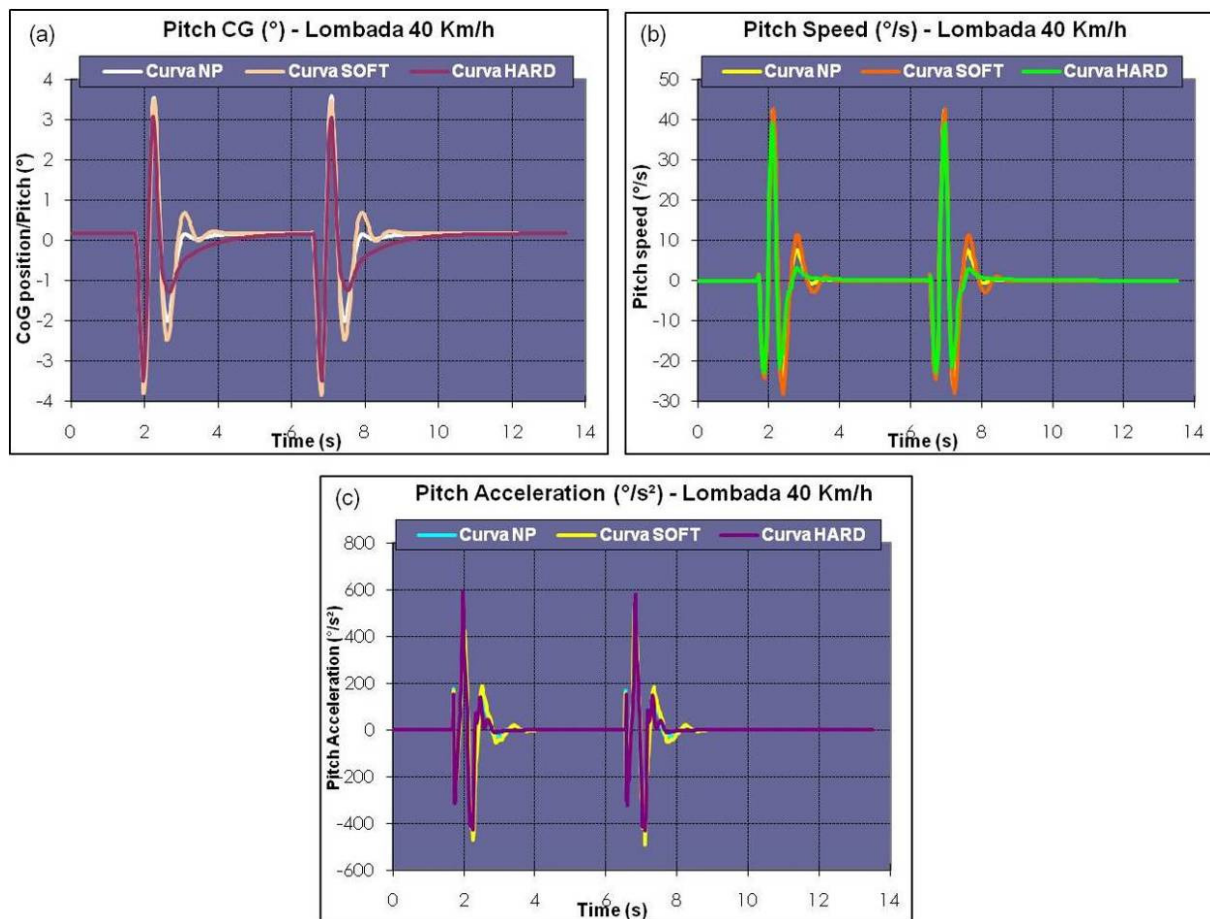 (a) Pitch CG (°) - Lombada 40 Km/h
Curva NP Curva SOFT Curva HARD
CoG position/Pitch (°)
4
3
2
1
0
-1
-2
-3
-4
0 2 4 6 8 10 12 14
Time (s)
(b) Pitch Speed (°/s) - Lombada 40 Km/h
Curva NP Curva SOFT Curva HARD
Pitch speed (°/s)
50
40
30
20
10
0
-10
-20
-30
0 2 4 6 8 10 12 14
Time (s)
(c) Pitch Acceleration (°/s²) - Lombada 40 Km/h
Curva NP Curva SOFT Curva HARD
Pitch Acceleration (°/s²)
800
600
400
200
0
-200
-400
-600
0 2 4 6 8 10 12 14
Time (s)